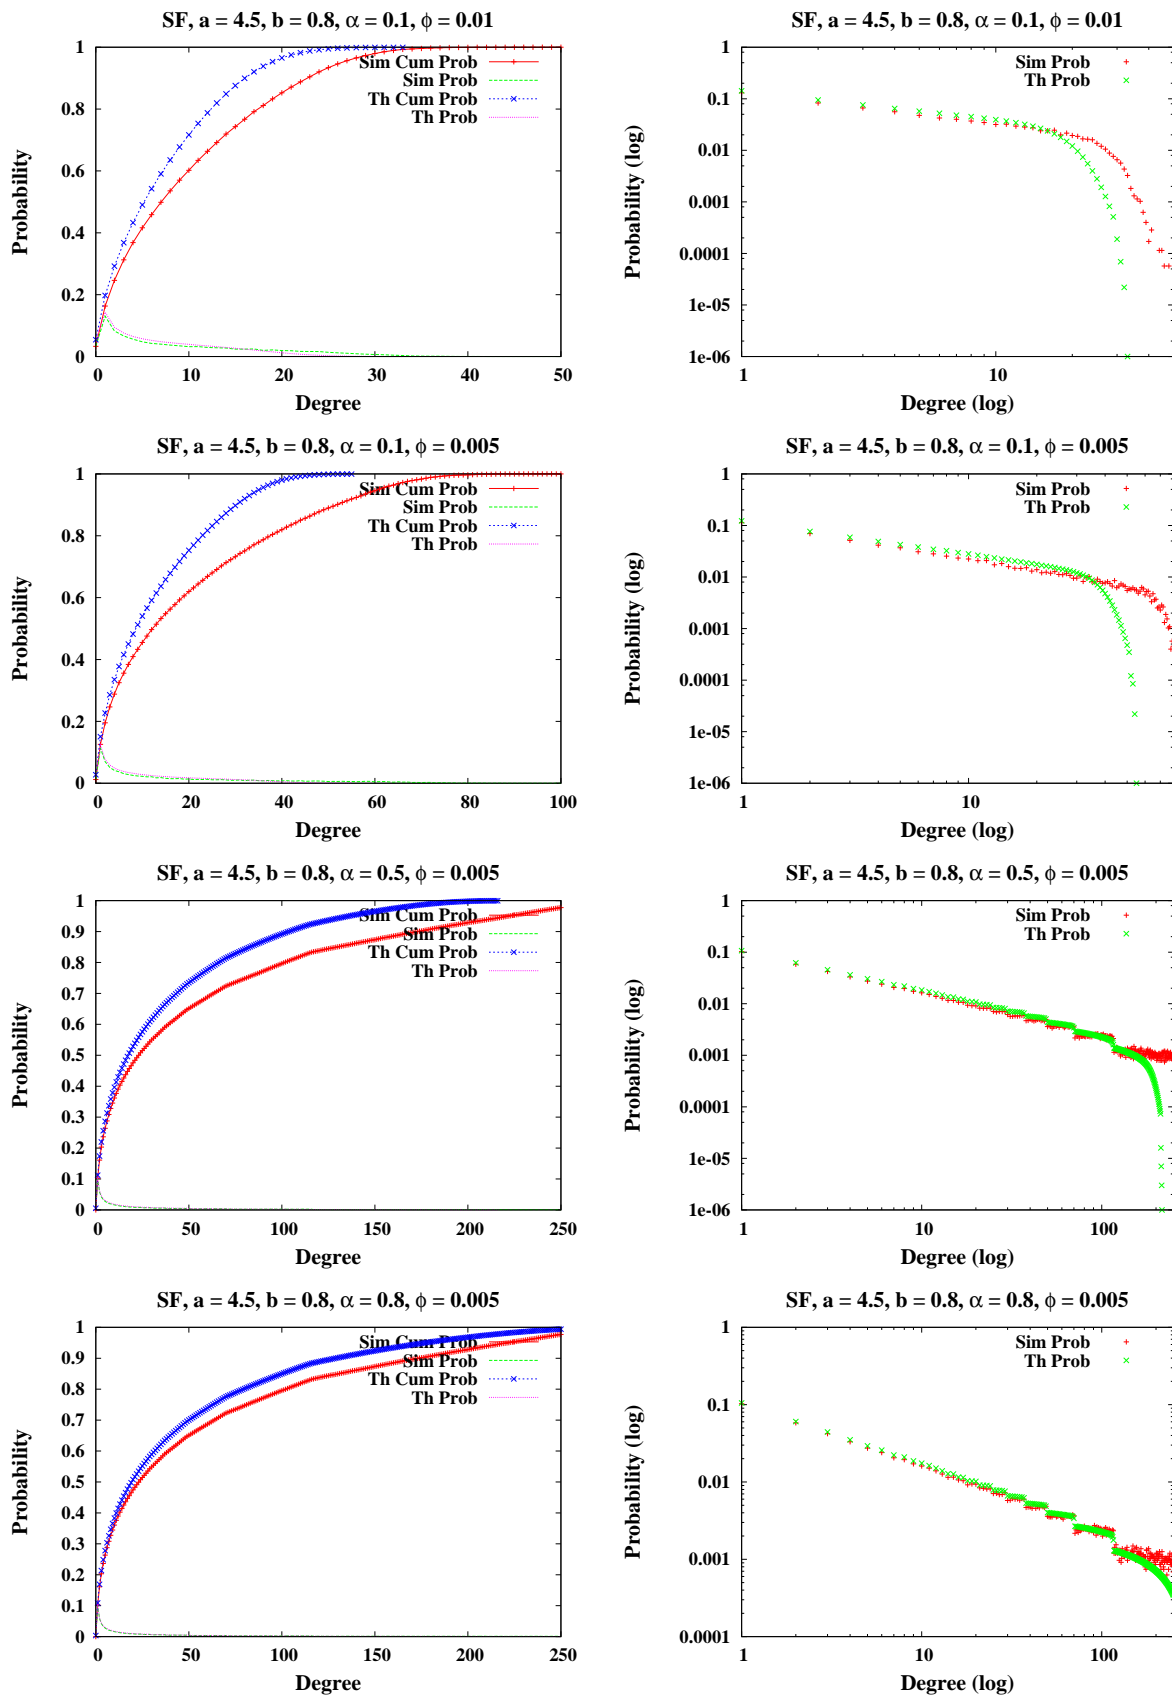 SF, a = 4.5, b = 0.8, α = 0.1, ϕ = 0.01
Probability
1
0.8
0.6
0.4
0.2
0
Sim Cum Prob
Sim Prob
Th Cum Prob
Th Prob
0 10 20 30 40 50
Degree
SF, a = 4.5, b = 0.8, α = 0.1, ϕ = 0.01
Probability (log)
1
0.1
0.01
0.001
0.0001
1e-05
1e-06
Sim Prob
Th Prob
1 10
Degree (log)
SF, a = 4.5, b = 0.8, α = 0.1, ϕ = 0.005
Probability
1
0.8
0.6
0.4
0.2
0
Sim Cum Prob
Sim Prob
Th Cum Prob
Th Prob
0 20 40 60 80 100
Degree
SF, a = 4.5, b = 0.8, α = 0.1, ϕ = 0.005
Probability (log)
1
0.1
0.01
0.001
0.0001
1e-05
1e-06
Sim Prob
Th Prob
1 10
Degree (log)
SF, a = 4.5, b = 0.8, α = 0.5, ϕ = 0.005
Probability
1
0.9
0.8
0.7
0.6
0.5
0.4
0.3
0.2
0.1
0
Sim Cum Prob
Sim Prob
Th Cum Prob
Th Prob
0 50 100 150 200 250
Degree
SF, a = 4.5, b = 0.8, α = 0.5, ϕ = 0.005
Probability (log)
1
0.1
0.01
0.001
0.0001
1e-05
1e-06
Sim Prob
Th Prob
1 10 100
Degree (log)
SF, a = 4.5, b = 0.8, α = 0.8, ϕ = 0.005
Probability
1
0.9
0.8
0.7
0.6
0.5
0.4
0.3
0.2
0.1
0
Sim Cum Prob
Sim Prob
Th Cum Prob
Th Prob
0 50 100 150 200 250
Degree
SF, a = 4.5, b = 0.8, α = 0.8, ϕ = 0.005
Probability (log)
1
0.1
0.01
0.001
0.0001
Sim Prob
Th Prob
1 10 100
Degree (log)